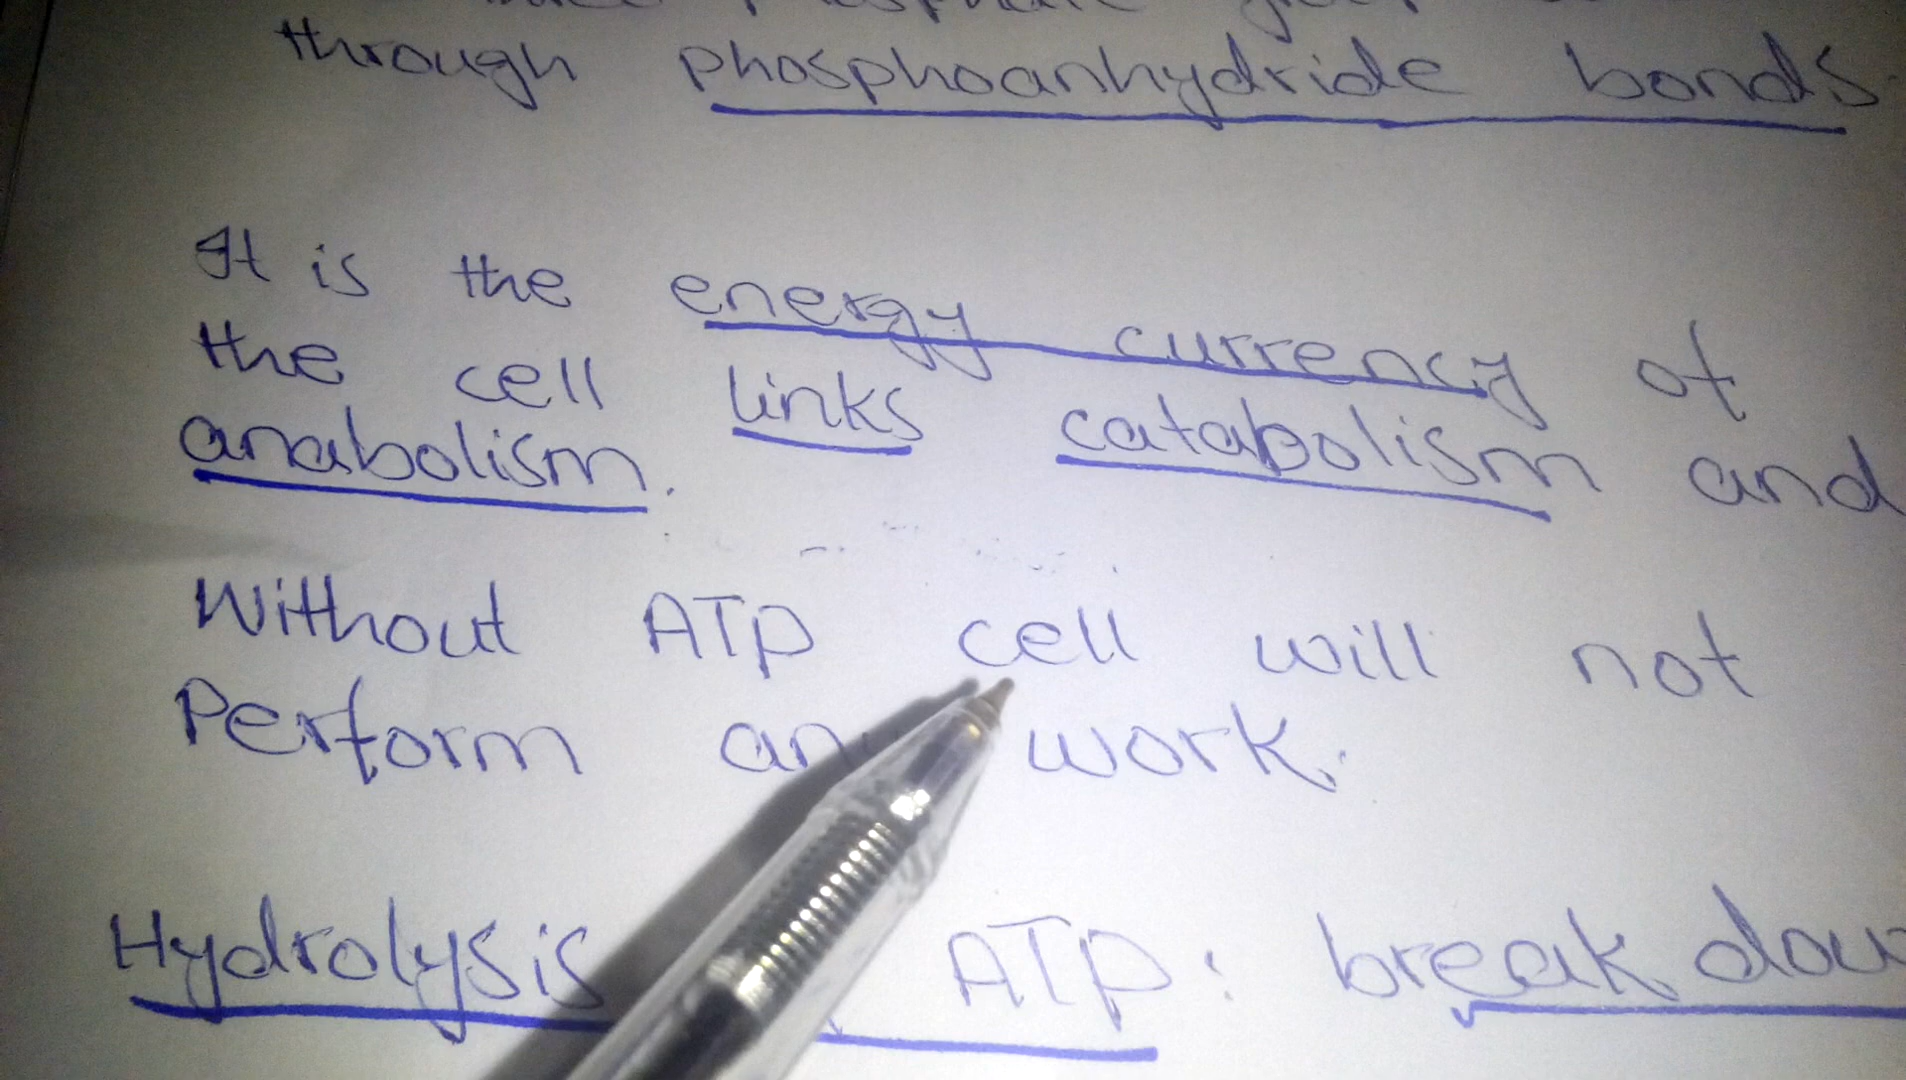 through phosphoanhydride bonds.
It is the energy currency of
the cell links catabolism and
anabolism.
Without ATP cell will not
Perform work.
Hydrolysis ATP: break